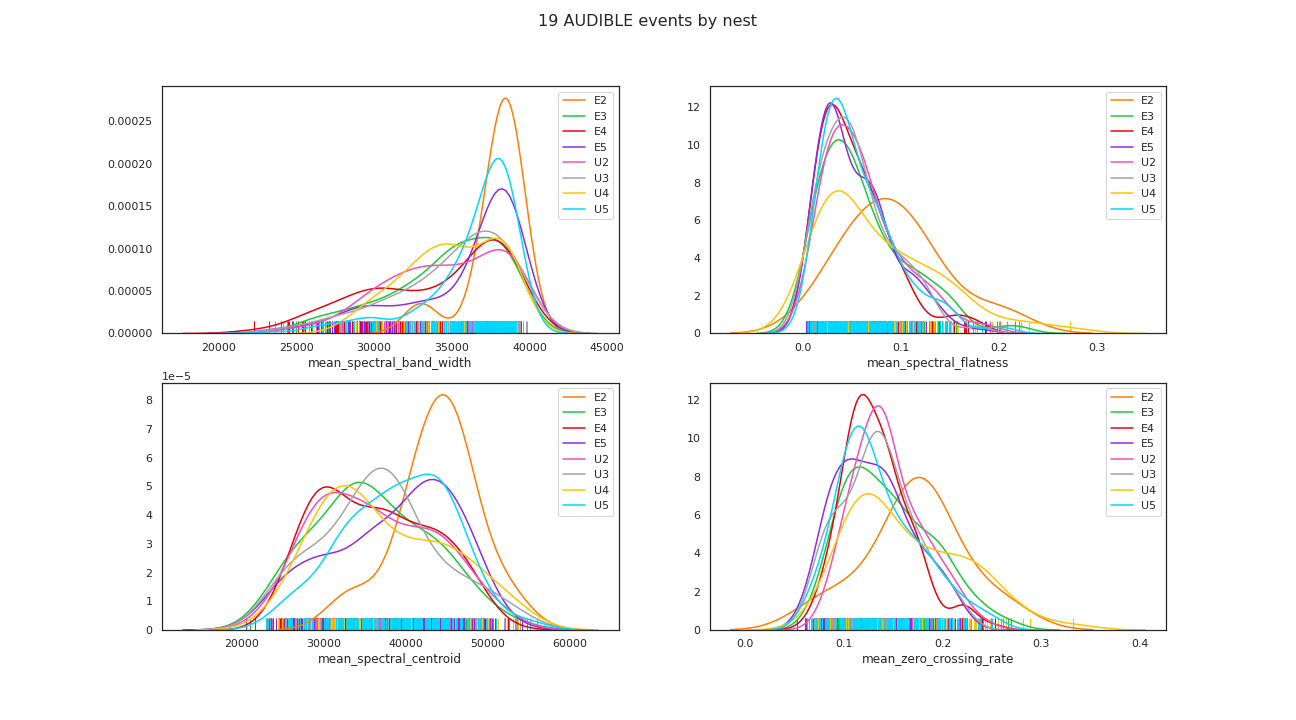 19 AUDIBLE events by nest
0.00025
0.00020
0.00015
0.00010
0.00005
0.00000
20000 25000 30000 35000 40000 45000
mean_spectral_band_width
E2
E3
E4
E5
U2
U3
U4
U5
12
10
8
6
4
2
0
0.0 0.1 0.2 0.3
mean_spectral_flatness
E2
E3
E4
E5
U2
U3
U4
U5
1e−5
8
7
6
5
4
3
2
1
0
20000 30000 40000 50000 60000
mean_spectral_centroid
E2
E3
E4
E5
U2
U3
U4
U5
12
10
8
6
4
2
0
0.0 0.1 0.2 0.3 0.4
mean_zero_crossing_rate
E2
E3
E4
E5
U2
U3
U4
U5